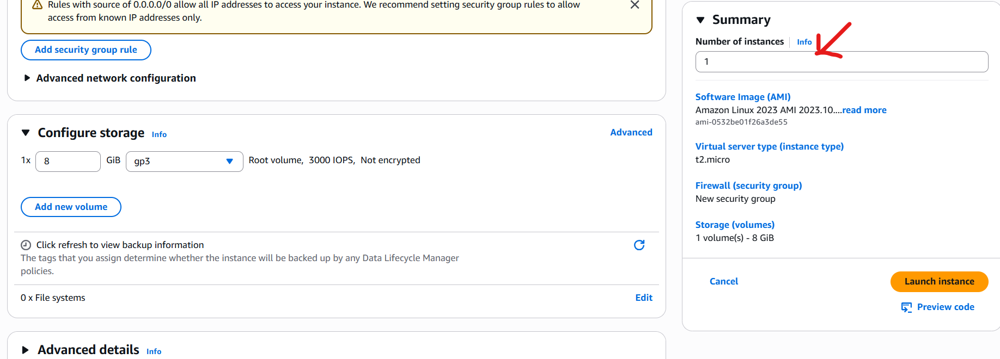 Rules with source of 0.0.0.0/0 allow all IP addresses to access your instance. We recommend setting security group rules to allow
access from known IP addresses only.
Add security group rule
Advanced network configuration
Configure storage Info
Advanced
1x 8 GiB gp3 Root volume, 3000 IOPS, Not encrypted
Add new volume
Click refresh to view backup information
The tags that you assign determine whether the instance will be backed up by any Data Lifecycle Manager
policies.
0 x File systems
Edit
Advanced details Info
Summary
Number of instances Info
1
Software Image (AMI)
Amazon Linux 2023 AMI 2023.10....read more
ami-0532be01f26a3de55
Virtual server type (instance type)
t2.micro
Firewall (security group)
New security group
Storage (volumes)
1 volume(s) - 8 GiB
Cancel
Launch instance
Preview code